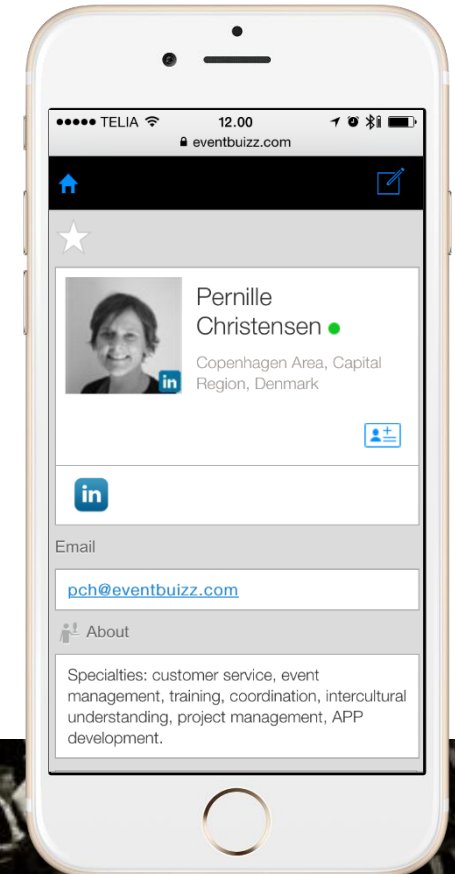 TELIA 12.00
eventbuizz.com
in
Pernille
Christensen
Copenhagen Area, Capital
Region, Denmark
in
Email
pch@eventbuizz.com
About
Specialties: customer service, event
management, training, coordination, intercultural
understanding, project management, APP
development.